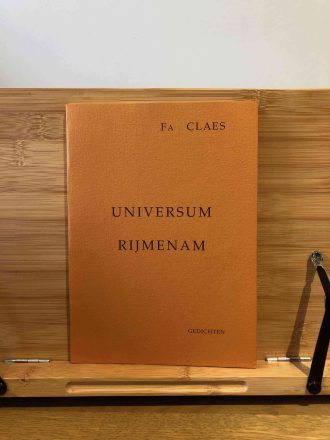 Fa CLAES
UNIVERSUM
RIJMENAM
GEDICHTEN